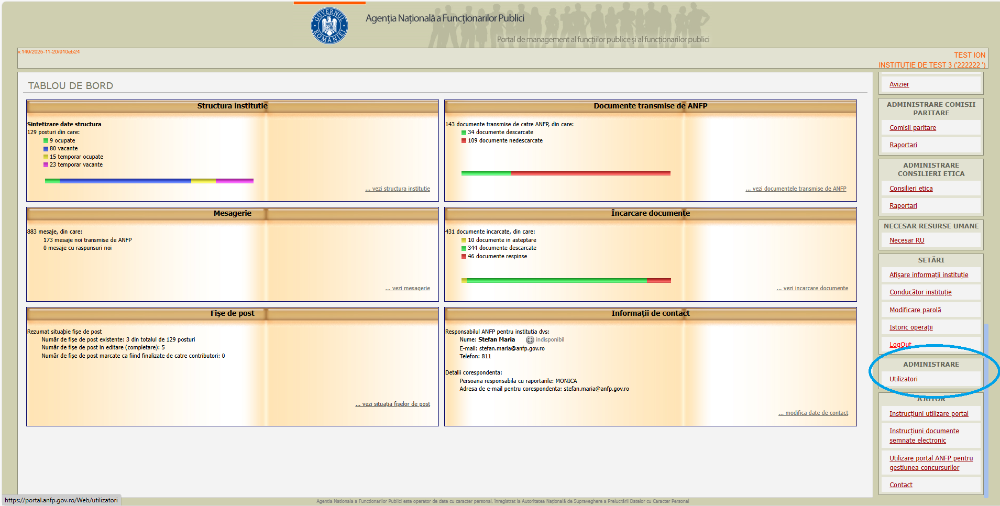 GUVERNUL
ROMÂNIEI
Agenția Națională a Funcționarilor Publici
Portal de management al funcțiilor publice și al funcționarilor publici
v.149/2025-11-20/910eb24
TEST ION
INSTITUȚIE DE TEST 3 ('222222 ')
TABLOU DE BORD
Structura institutie
Sintetizare date structura
129 posturi din care:
9 ocupate
80 vacante
15 temporar ocupate
23 temporar vacante
... vezi structura institutie
Documente transmise de ANFP
143 documente transmise de catre ANFP, din care:
34 documente descarcate
109 documente nedescarcate
... vezi documentele transmise de ANFP
Mesagerie
883 mesaje, din care:
173 mesaje noi transmise de ANFP
0 mesaje cu raspunsuri noi
... vezi mesagerie
Încarcare documente
431 documente incarcate, din care:
10 documente in asteptare
344 documente descarcate
46 documente respinse
... vezi incarcare documente
Fișe de post
Rezumat situaþie fișe de post
Număr de fișe de post existente: 3 din totalul de 129 posturi
Număr de fișe de post in editare (completare): 5
Număr de fișe de post marcate ca fiind finalizate de catre contributori: 0
... vezi situația fișelor de post
Informații de contact
Responsabilul ANFP pentru institutia dvs:
Nume: Stefan Maria indisponibil
E-mail: stefan.maria@anfp.gov.ro
Telefon: 811
Detalii corespondenta:
Persoana responsabila cu raportarile: MONICA
Adresa de e-mail pentru corespondenta: stefan.maria@anfp.gov.ro
... modifica date de contact
Avizier
ADMINISTRARE COMISII
PARITARE
Comisii paritare
Raportari
ADMINISTRARE
CONSILIERI ETICA
Consilieri etica
Raportari
NECESAR RESURSE UMANE
Necesar RU
SETĂRI
Afișare informații instituție
Conducător instituție
Modificare parolă
Istoric operații
LogOut
ADMINISTRARE
Utilizatori
AJUTOR
Instrucțiuni utilizare portal
Instrucțiuni documente
semnate electronic
Utilizare portal ANFP pentru
gestiunea concursurilor
Contact
https://portal.anfp.gov.ro/Web/utilizatori
Agentia Nationala a Functionarilor Publici este operator de date cu caracter personal, înregistrat la Autoritatea Națională de Supraveghere a Prelucrării Datelor cu Caracter Personal